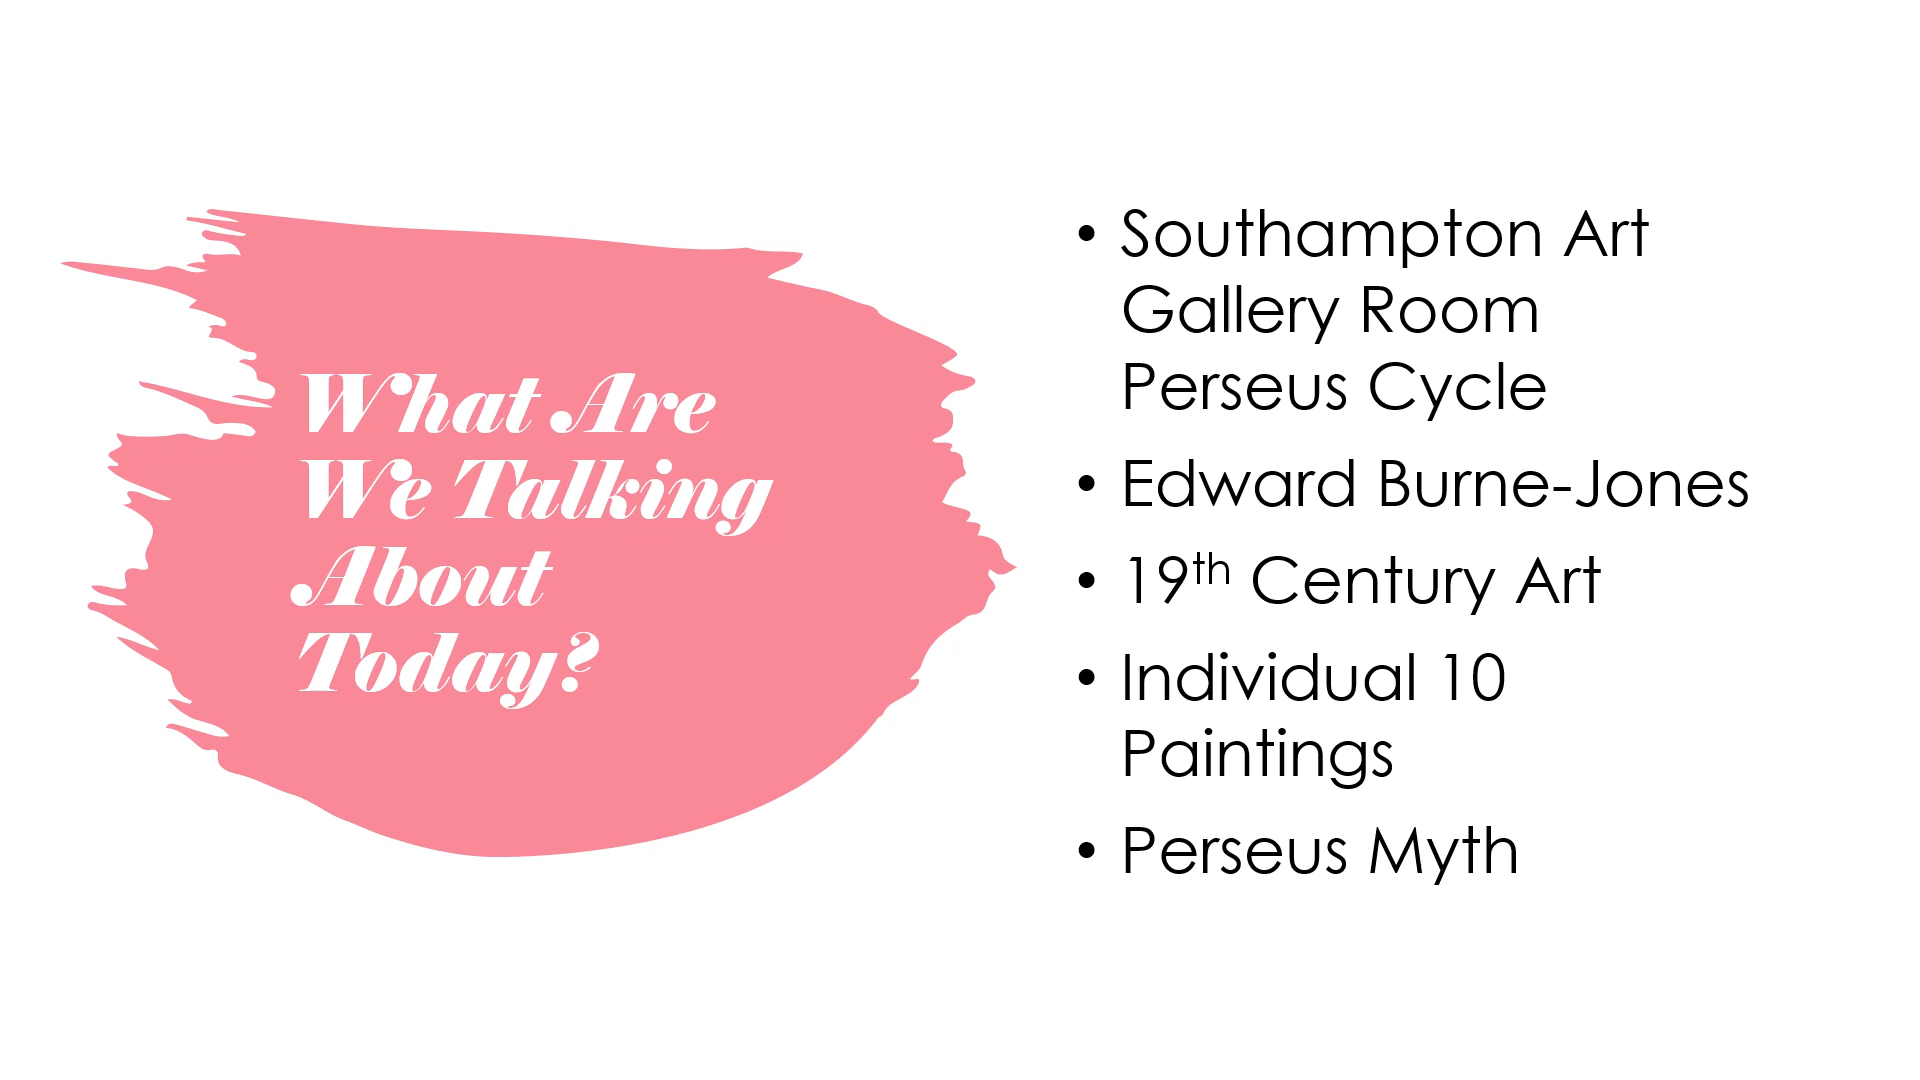 What Are
We Talking
About
Today?
• Southampton Art
Gallery Room
Perseus Cycle
• Edward Burne-Jones
• 19th Century Art
• Individual 10
Paintings
• Perseus Myth